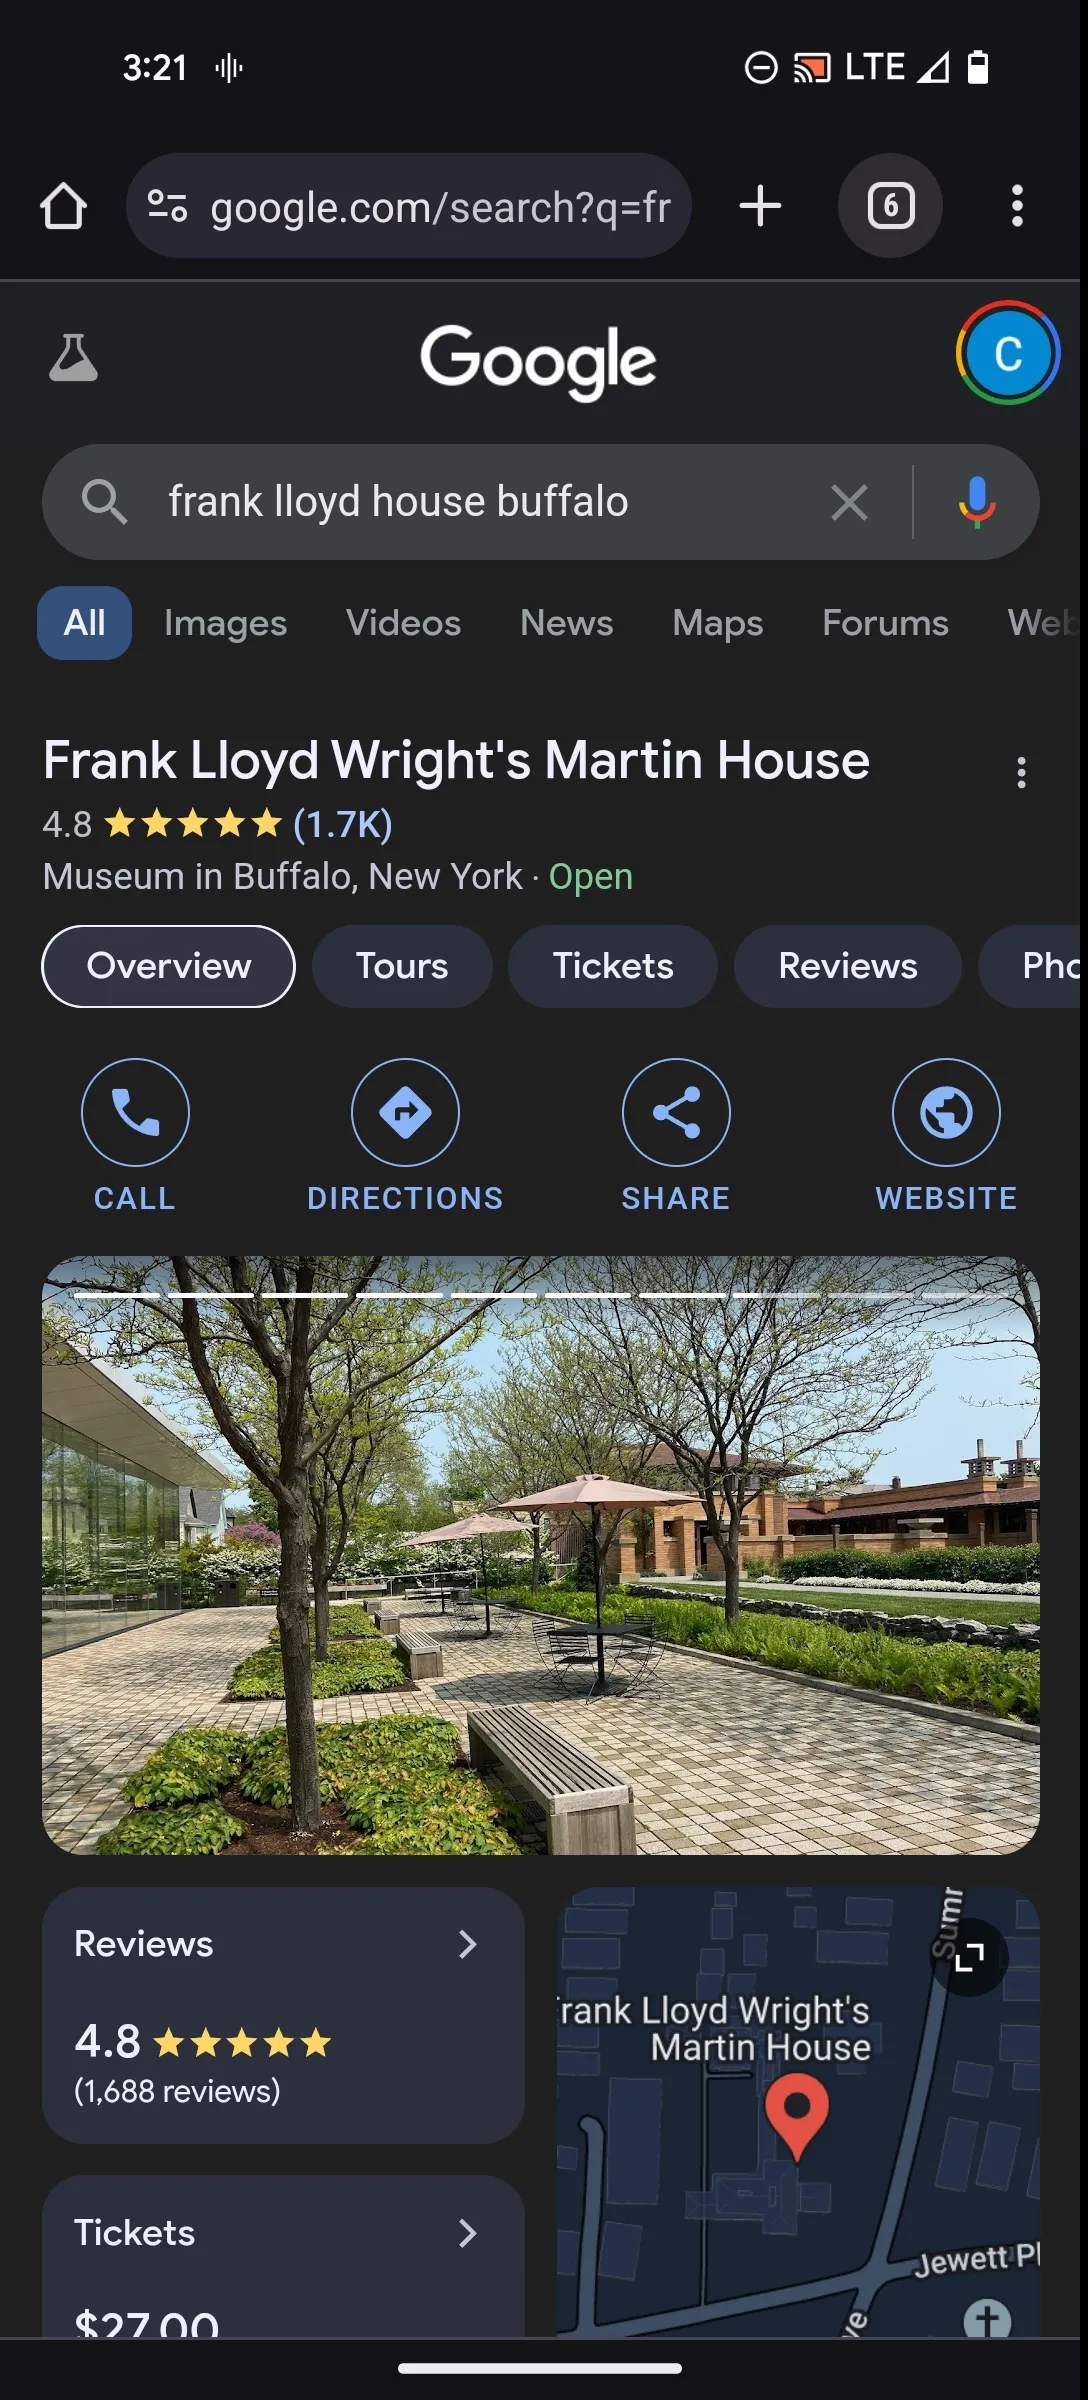 3:21 LTE
google.com/search?q=fr 6
Google C
frank lloyd house buffalo
All Images Videos News Maps Forums Web
Frank Lloyd Wright's Martin House
4.8 (1.7K)
Museum in Buffalo, New York · Open
Overview Tours Tickets Reviews Pho
CALL DIRECTIONS SHARE WEBSITE
Reviews
4.8
(1,688 reviews)
Tickets
$27.00
Sumr
rank Lloyd Wright's
Martin House
Jewett Pl
ve